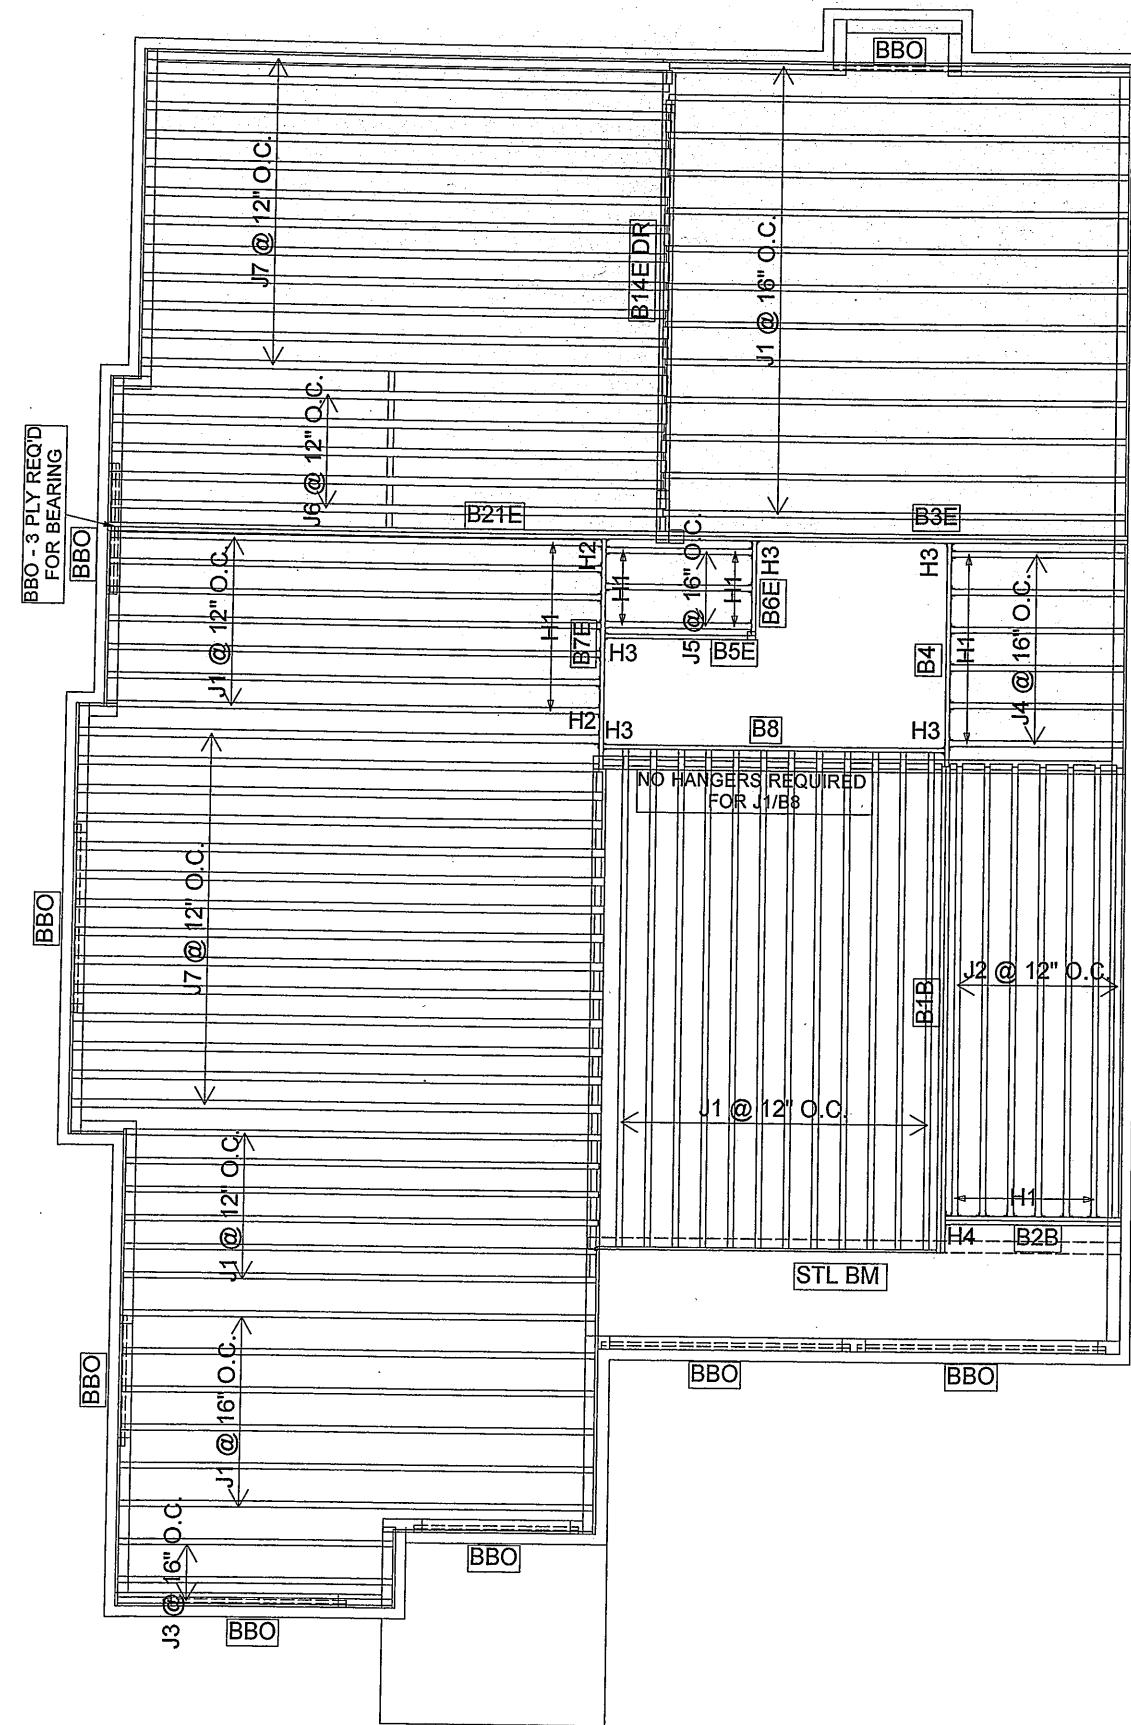 BBO
J7 @ 12" O.C.
B14E DR
J1 @ 16" O.C.
BBO - 3 PLY REQ'D
FOR BEARING
BBO
J6 @ 12" O.C.
B21E
B3E
J1 @ 12" O.C.
H1
H2
B7E
H2
H1
J5 @ 16" O.C.
H1
H3
B6E
H3
B5E
H3
B4
H1
J4 @ 16" O.C.
H3
B8
H3
NO HANGERS REQUIRED
FOR J1/B8
BBO
J7 @ 12" O.C.
J2 @ 12" O.C.
B1B
J1 @ 12" O.C.
J1 @ 12" O.C.
H1
H4
B2B
STL BM
BBO
J1 @ 16" O.C.
BBO
BBO
J3 @ 16" O.C.
BBO
BBO